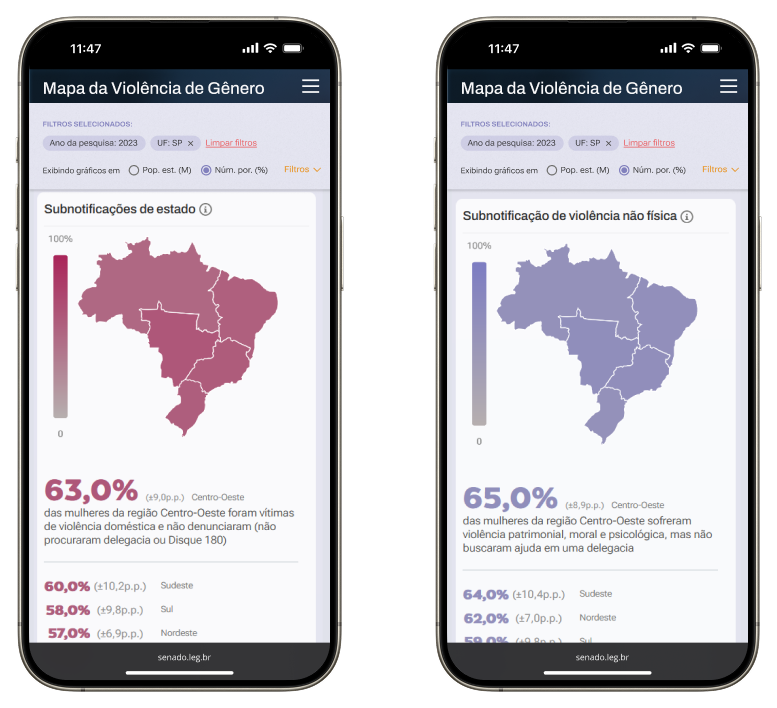 11:47
Mapa da Violência de Gênero
FILTROS SELECIONADOS:
Ano da pesquisa: 2023 UF: SP × Limpar filtros
Exibindo gráficos em Pop. est. (M) Núm. por. (%) Filtros
Subnotificações de estado
100%
0
63,0% (±9,0p.p.) Centro-Oeste
das mulheres da região Centro-Oeste foram vítimas
de violência doméstica e não denunciaram (não
procuraram delegacia ou Disque 180)
60,0% (±10,2p.p.) Sudeste
58,0% (±9,8p.p.) Sul
57,0% (±6,9p.p.) Nordeste
senado.leg.br
11:47
Mapa da Violência de Gênero
FILTROS SELECIONADOS:
Ano da pesquisa: 2023 UF: SP × Limpar filtros
Exibindo gráficos em Pop. est. (M) Núm. por. (%) Filtros
Subnotificação de violência não física
100%
0
65,0% (±8,9p.p.) Centro-Oeste
das mulheres da região Centro-Oeste sofreram
violência patrimonial, moral e psicológica, mas não
buscaram ajuda em uma delegacia
64,0% (±10,4p.p.) Sudeste
62,0% (±7,0p.p.) Nordeste
59,0% (±9,8p.p.) Sul
senado.leg.br